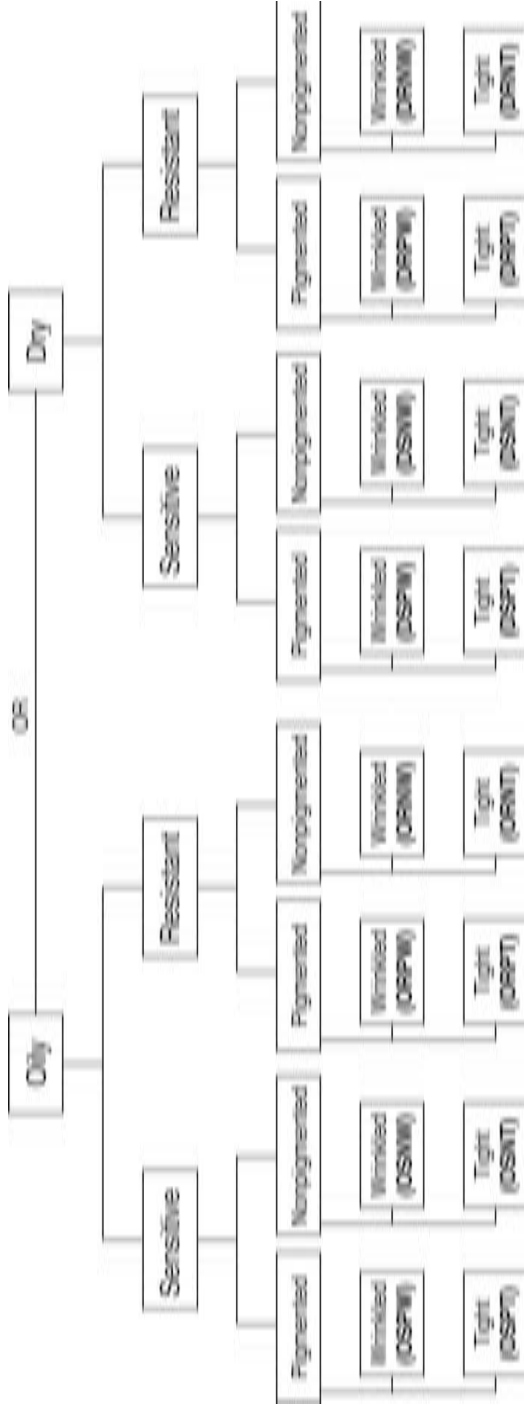 OR
Oily
Dry
Sensitive
Resistant
Sensitive
Resistant
Pigmented
Nonpigmented
Pigmented
Nonpigmented
Pigmented
Nonpigmented
Pigmented
Nonpigmented
Wrinkled
(OSPW)
Wrinkled
(OSNW)
Wrinkled
(ORPW)
Wrinkled
(ORNW)
Wrinkled
(DSPW)
Wrinkled
(DSNW)
Wrinkled
(DRPW)
Wrinkled
(DRNW)
Tight
(OSPT)
Tight
(OSNT)
Tight
(ORPT)
Tight
(ORNT)
Tight
(DSPT)
Tight
(DSNT)
Tight
(DRPT)
Tight
(DRNT)